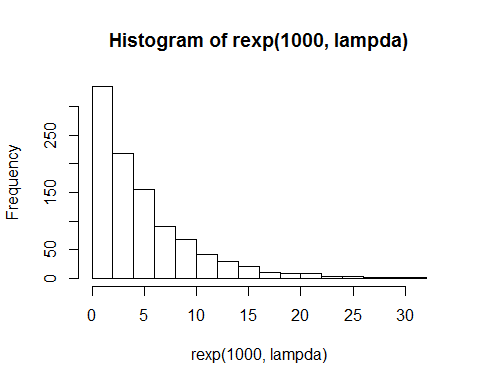 Histogram of rexp(1000, lampda)
Frequency
250
150
50
0
0 5 10 15 20 25 30
rexp(1000, lampda)